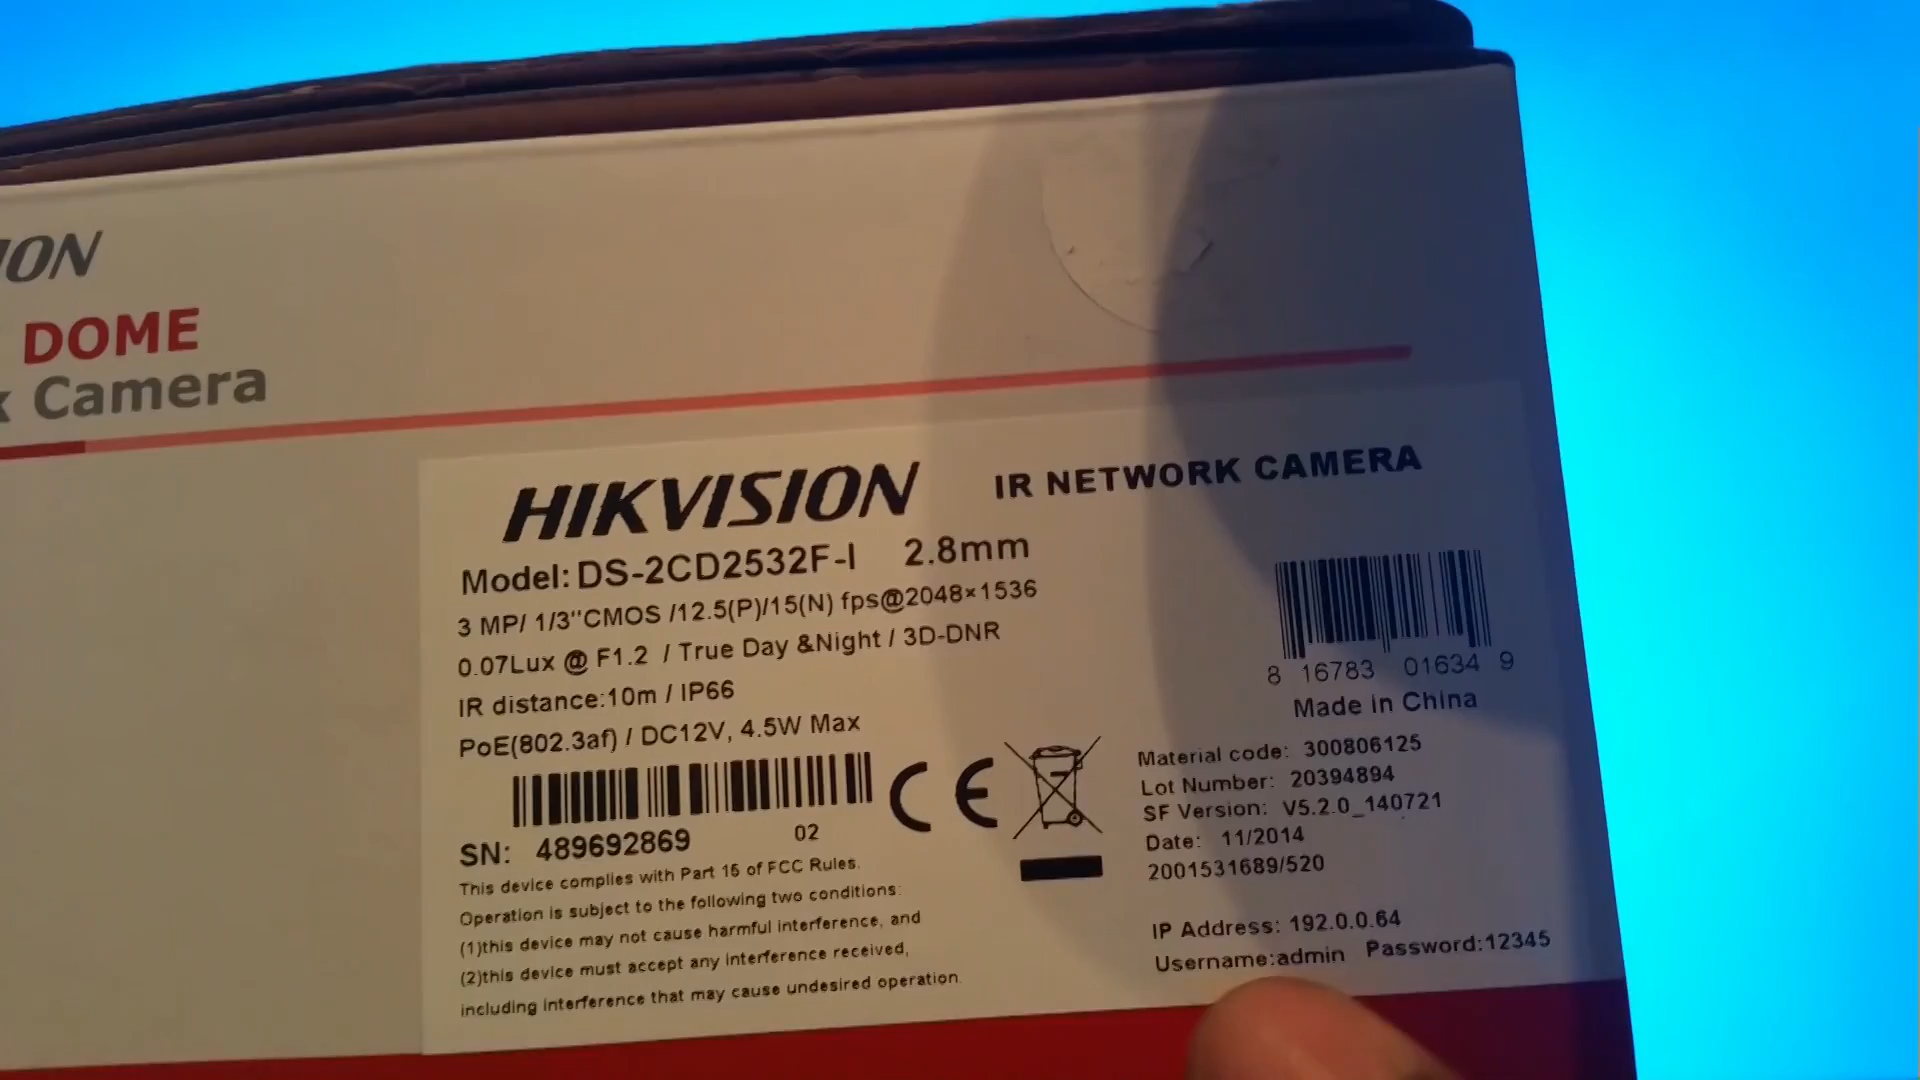 ION
DOME
Camera
HIKVISION IR NETWORK CAMERA
Model: DS-2CD2532F-I 2.8mm
3 MP/ 1/3"CMOS /12.5(P)/15(N) fps@2048×1536
0.07Lux @ F1.2 / True Day &Night / 3D-DNR
IR distance:10m / IP66
PoE(802.3af) / DC12V, 4.5W Max
SN: 489692869 02
This device complies with Part 15 of FCC Rules.
Operation is subject to the following two conditions:
(1)this device may not cause harmful interference, and
(2)this device must accept any interference received,
including interference that may cause undesired operation.
CE
8 16783 01634 9
Made in China
Material code: 300806125
Lot Number: 20394894
SF Version: V5.2.0_140721
Date: 11/2014
2001531689/520
IP Address: 192.0.0.64
Username:admin Password:12345